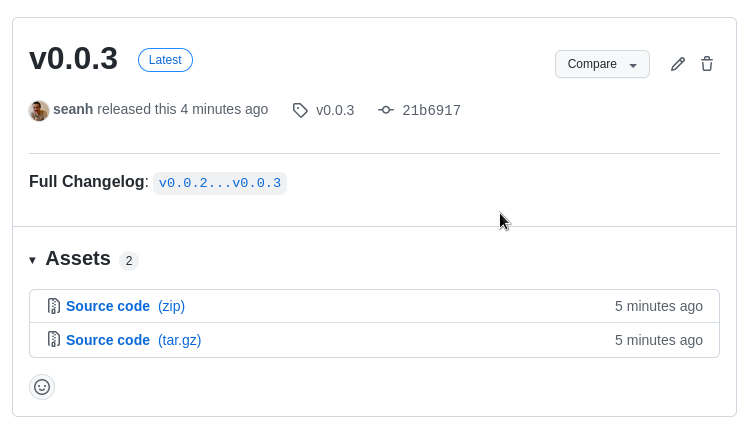 v0.0.3 Latest Compare
seanh released this 4 minutes ago v0.0.3 21b6917
Full Changelog: v0.0.2...v0.0.3
Assets 2
Source code (zip) 5 minutes ago
Source code (tar.gz) 5 minutes ago